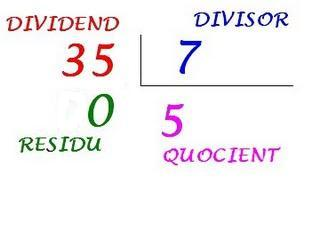 DIVIDEND DIVISOR
35 7
0 5
RESIDU QUOCIENT